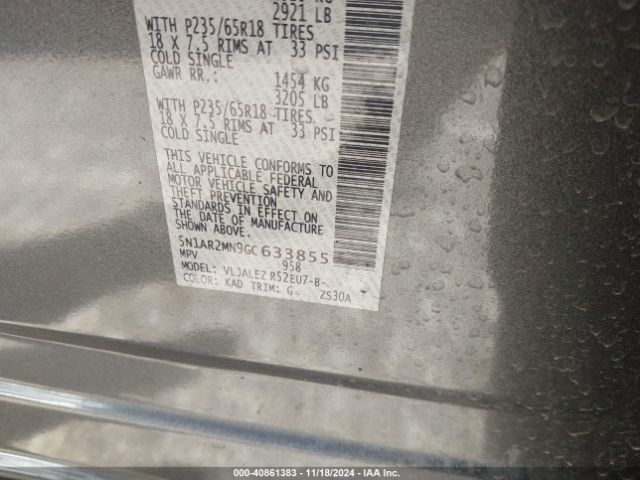 2921 LB
WITH P235/65R18 TIRES
18 X 7.5 RIMS AT 33 PSI
COLD SINGLE
GAWR RR.: 1454 KG
3205 LB
WITH P235/65R18 TIRES
18 X 7.5 RIMS AT 33 PSI
COLD SINGLE
THIS VEHICLE CONFORMS TO
ALL APPLICABLE FEDERAL
MOTOR VEHICLE SAFETY AND
THEFT PREVENTION
STANDARDS IN EFFECT ON
THE DATE OF MANUFACTURE
SHOWN ABOVE.
5N1AR2MN9GC633855
MPV 958
MODEL: VLJALEZ R52EU7-B-
COLOR: KAD TRIM: G ZS30A
000-40861383 | 11/18/2024 | IAA Inc.